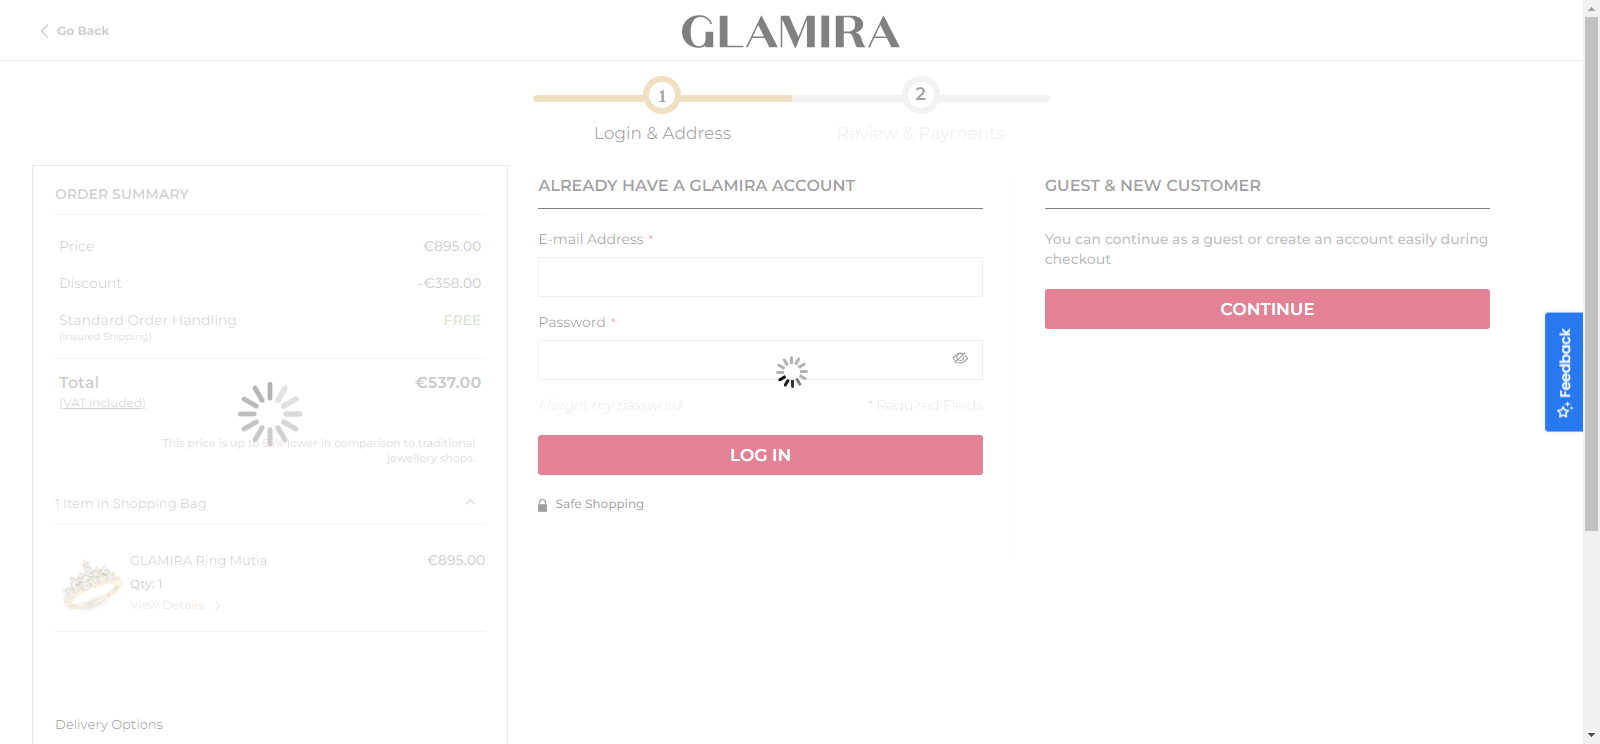 Go Back
GLAMIRA
1
2
Login & Address
Review & Payments
ORDER SUMMARY
Price €895.00
Discount -€358.00
Standard Order Handling FREE
(Insured Shipping)
Total €537.00
(VAT included)
This price is up to lower in comparison to traditional
jewellery shops.
1 Item in Shopping Bag
GLAMIRA Ring Mutia €895.00
Qty: 1
View Details
Delivery Options
ALREADY HAVE A GLAMIRA ACCOUNT
E-mail Address *
Password *
I forgot my password * Required Fields
LOG IN
Safe Shopping
GUEST & NEW CUSTOMER
You can continue as a guest or create an account easily during
checkout
CONTINUE
Feedback